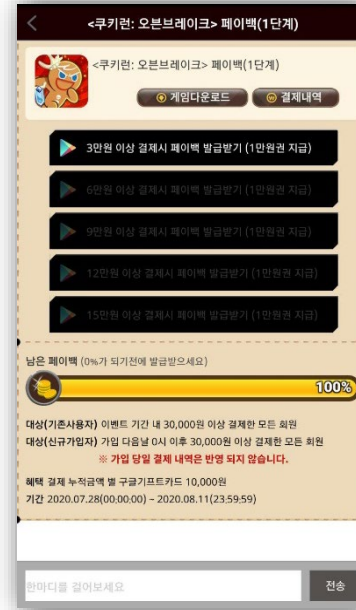 <쿠키런: 오븐브레이크> 페이백(1단계)
<쿠키런: 오븐브레이크> 페이백(1단계)
게임다운로드 결제내역
3만원 이상 결제시 페이백 발급받기 (1만원권 지급)
6만원 이상 결제시 페이백 발급받기 (1만원권 지급)
9만원 이상 결제시 페이백 발급받기 (1만원권 지급)
12만원 이상 결제시 페이백 발급받기 (1만원권 지급)
15만원 이상 결제시 페이백 발급받기 (1만원권 지급)
남은 페이백 (0%가 되기전에 발급받으세요)
100%
대상(기존사용자) 이벤트 기간 내 30,000원 이상 결제한 모든 회원
대상(신규가입자) 가입 다음날 0시 이후 30,000원 이상 결제한 모든 회원
※ 가입 당일 결제 내역은 반영 되지 않습니다.
혜택 결제 누적금액 별 구글기프트카드 10,000원
기간 2020.07.28(00:00:00) ~ 2020.08.11(23:59:59)
한마디를 걸어보세요 전송